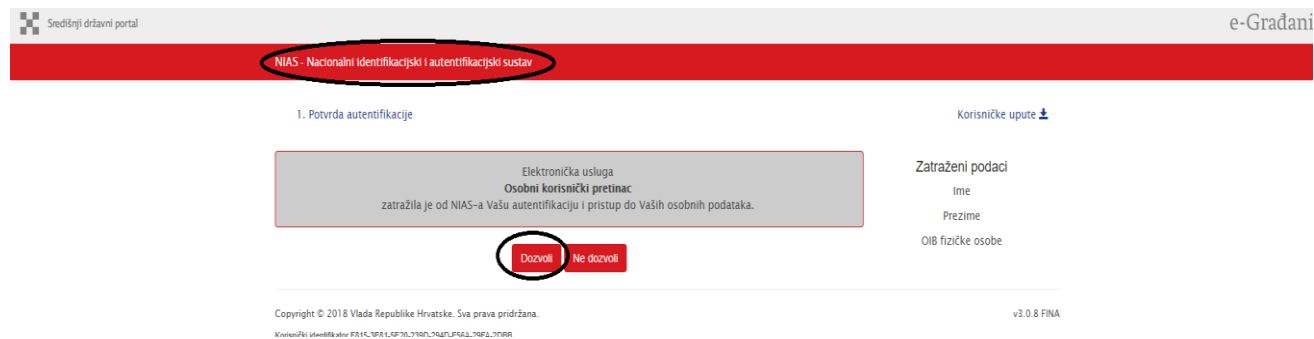 Središnji državni portal
e-Građani
NIAS - Nacionalni identifikacijski i autentifikacijski sustav
1. Potvrda autentifikacije
Korisničke upute
Elektronička usluga
Osobni korisnički pretinac
zatražila je od NIAS-a Vašu autentifikaciju i pristup do Vaših osobnih podataka.
Dozvoli
Ne dozvoli
Zatraženi podaci
Ime
Prezime
OIB fizičke osobe
Copyright © 2018 Vlada Republike Hrvatske. Sva prava pridržana.
v3.0.8 FINA
Korisnički identifikator